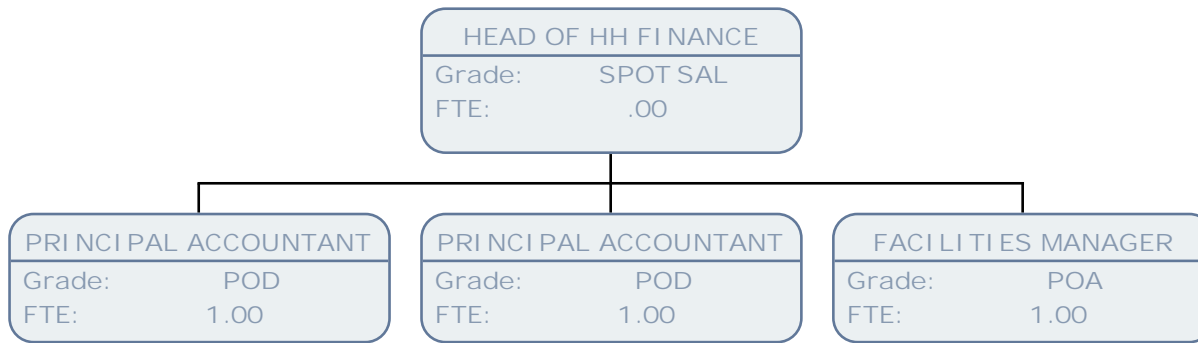 HEAD OF HH FINANCE
Grade: SPOT SAL
FTE: .00
PRINCIPAL ACCOUNTANT
Grade: POD
FTE: 1.00
PRINCIPAL ACCOUNTANT
Grade: POD
FTE: 1.00
FACILITIES MANAGER
Grade: POA
FTE: 1.00